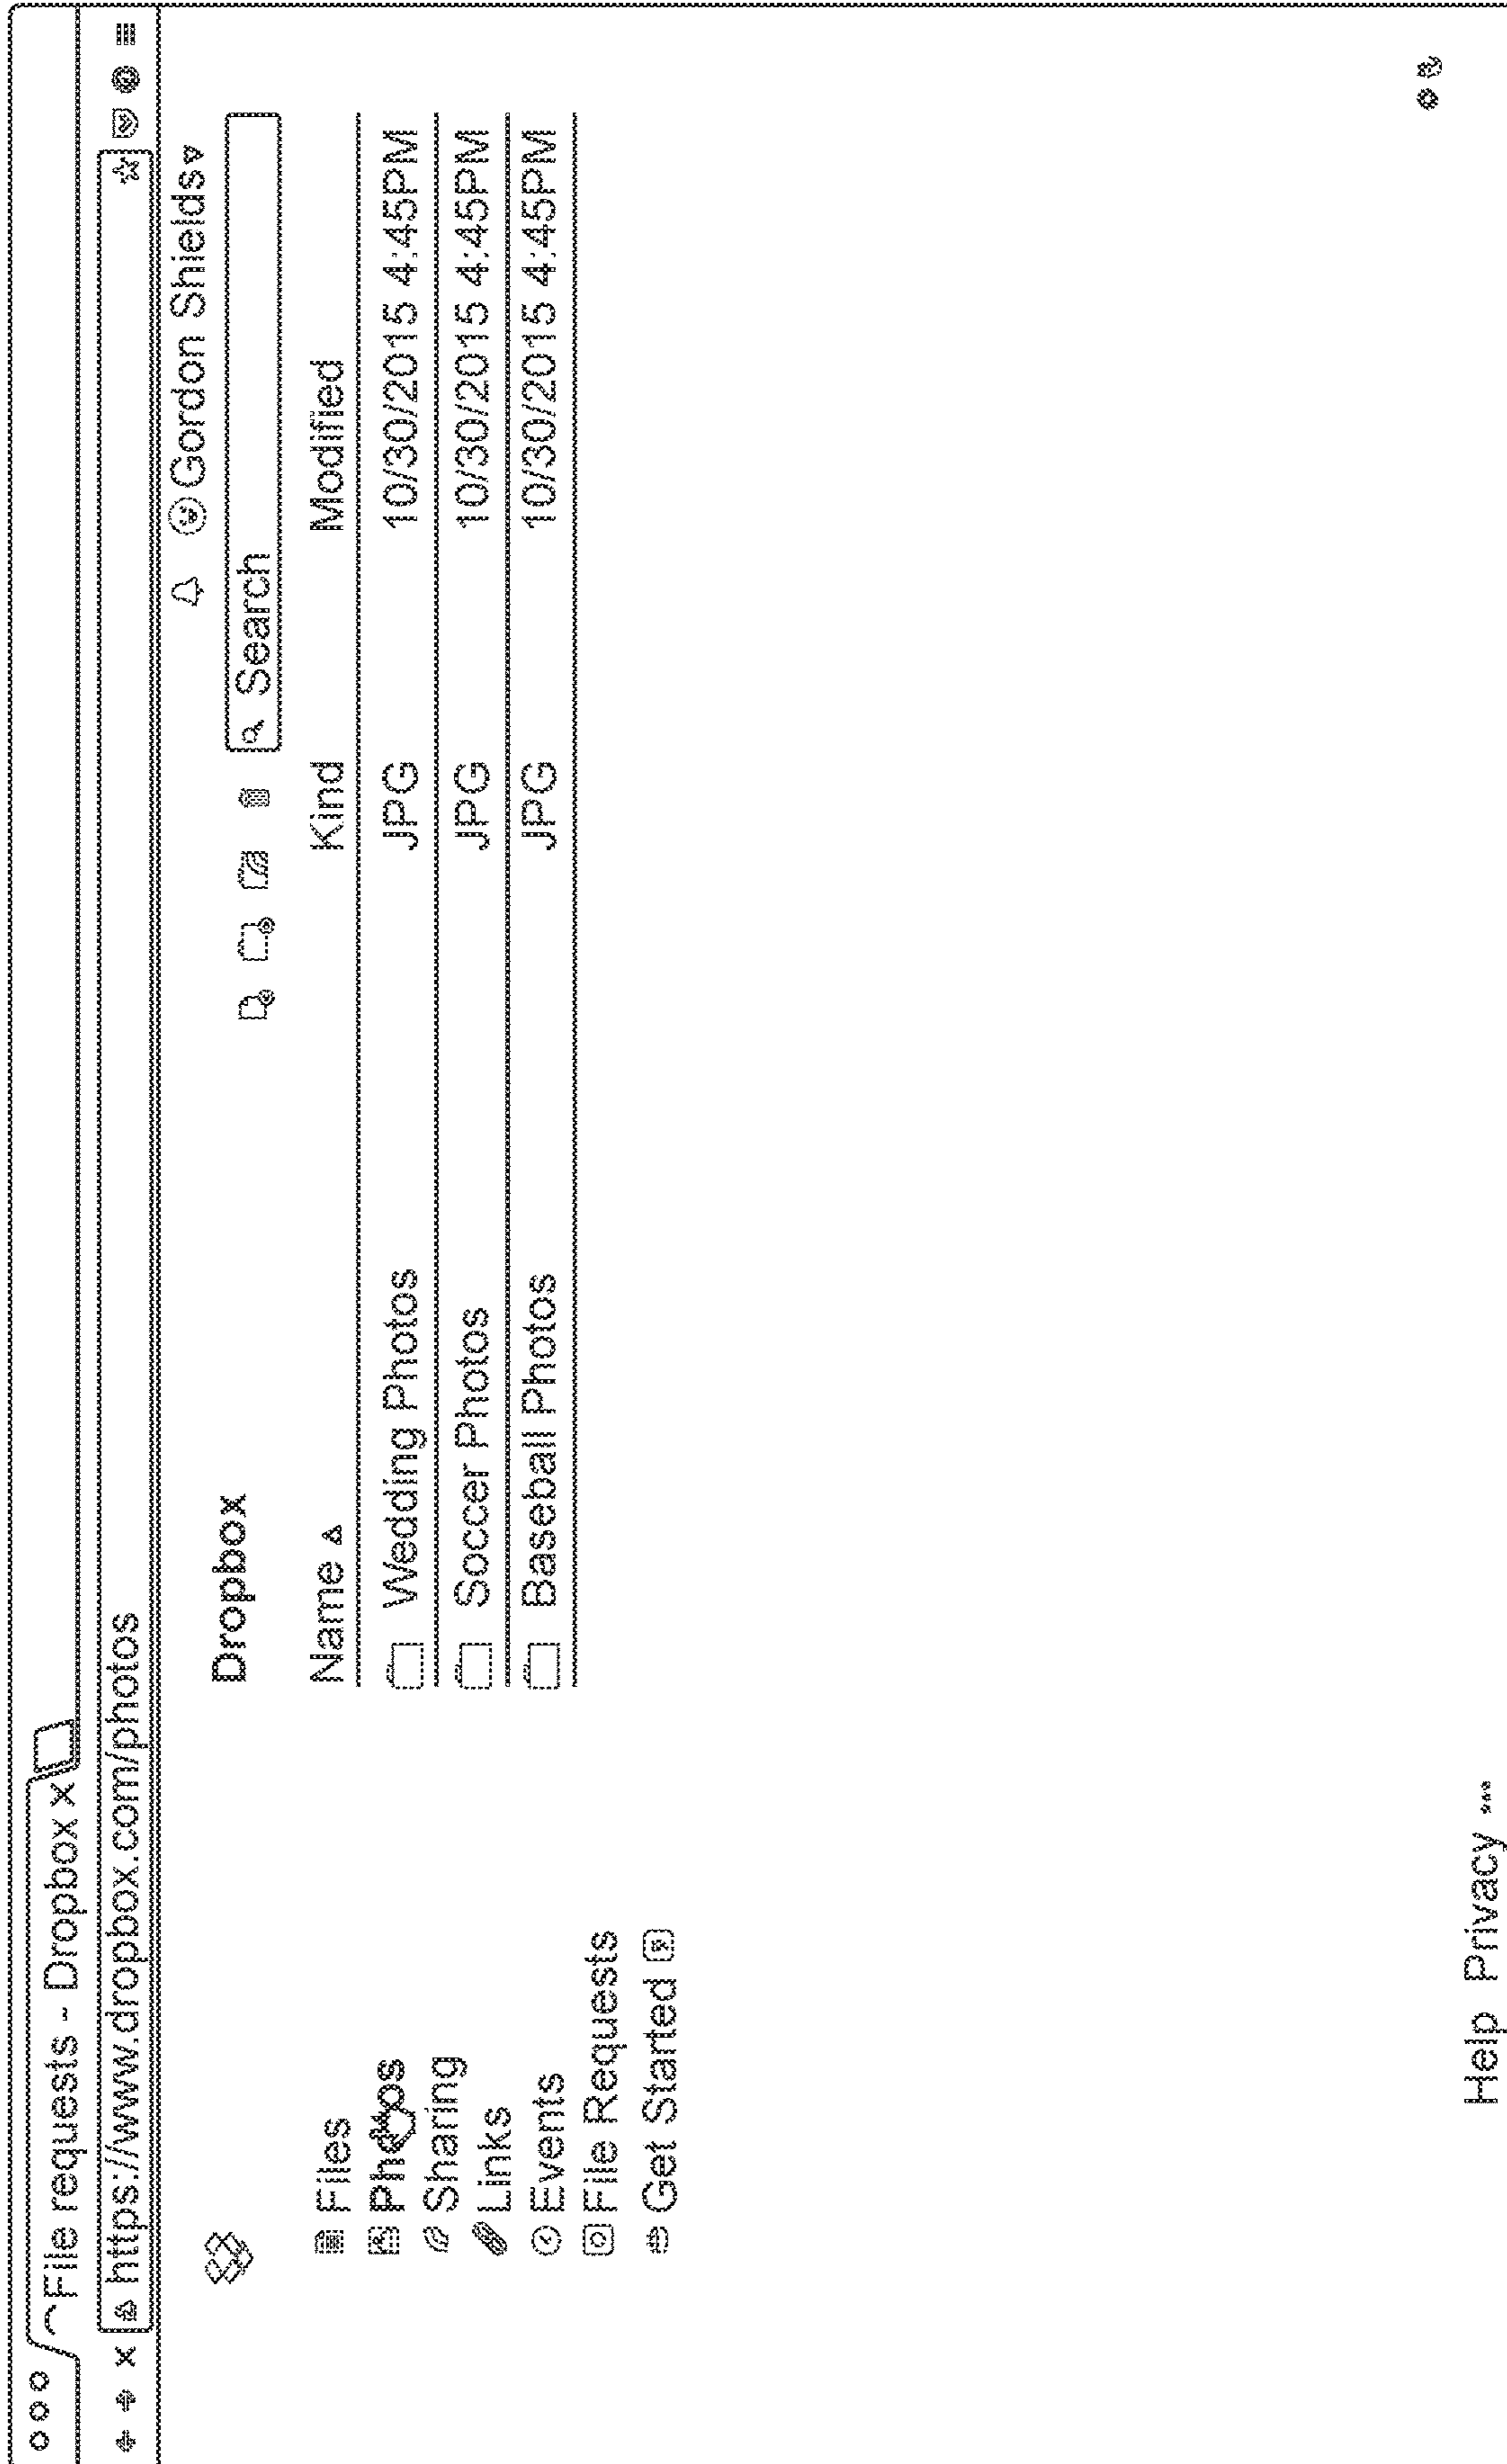 File requests - Dropbox x
https://www.dropbox.com/photos
Gordon Shields
Dropbox
Search
Name Kind Modified
Wedding Photos JPG 10/30/2015 4:45PM
Soccer Photos JPG 10/30/2015 4:45PM
Baseball Photos JPG 10/30/2015 4:45PM
Files
Photos
Sharing
Links
Events
File Requests
Get Started
Help Privacy ...